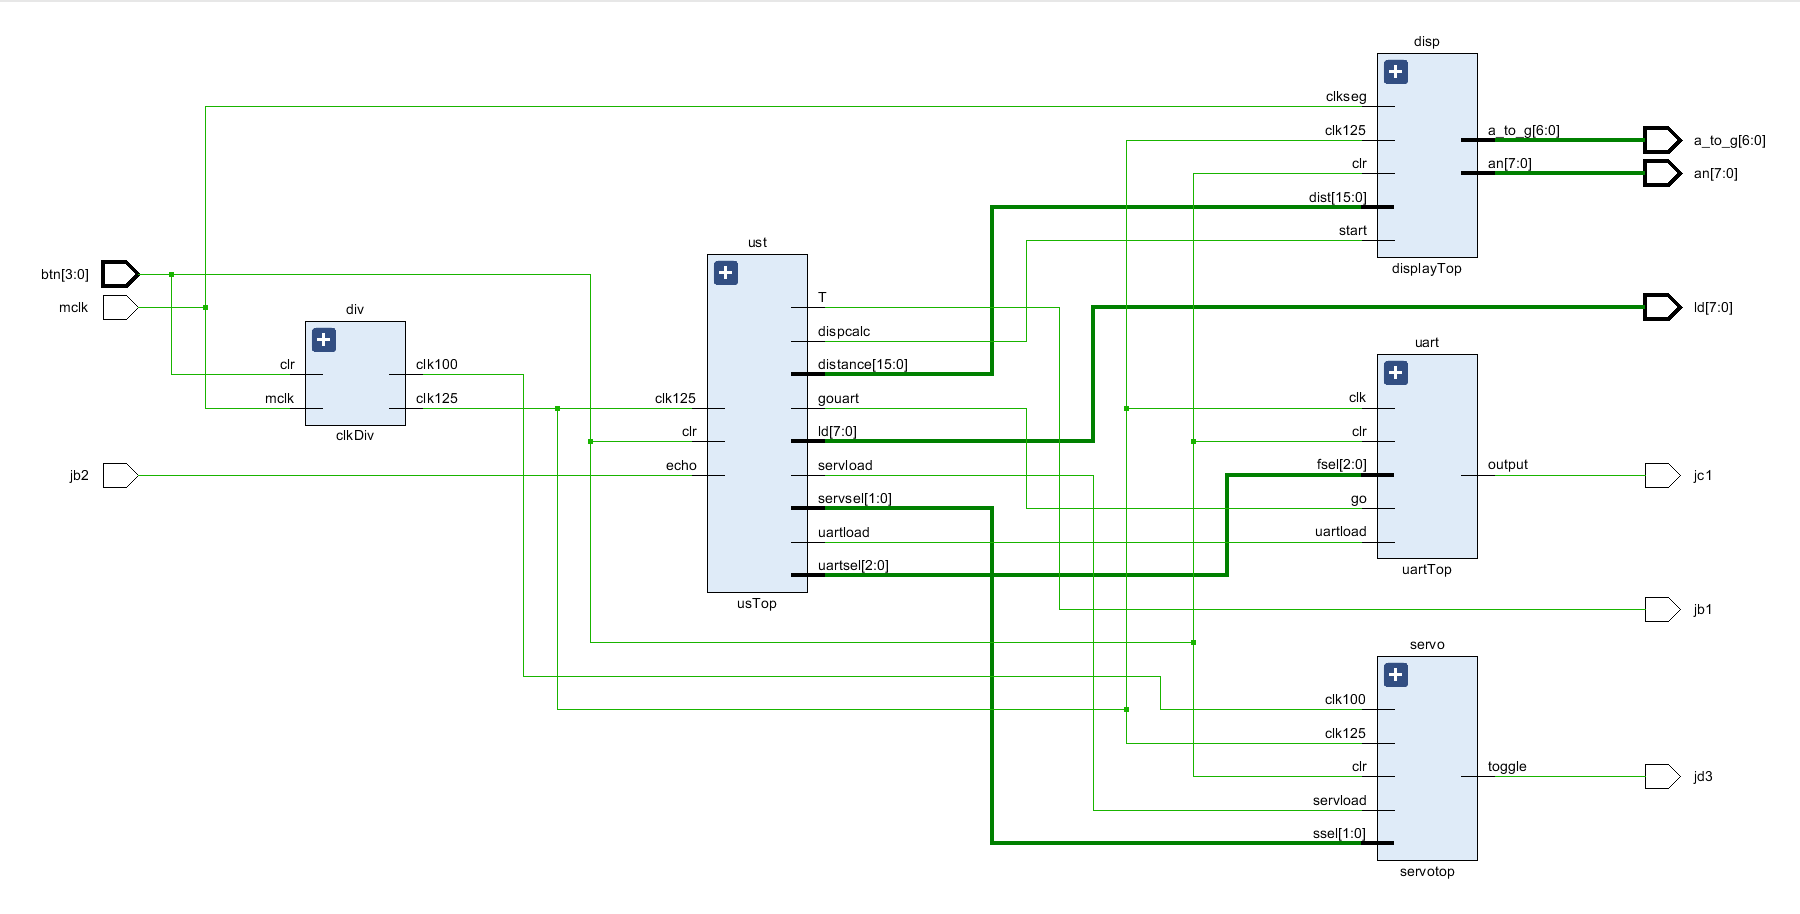 disp
clkseg
clk125
clr
dist[15:0]
start
a_to_g[6:0]
an[7:0]
displayTop
a_to_g[6:0]
an[7:0]
btn[3:0]
mclk
jb2
div
clr
mclk
clk100
clk125
clkDiv
ust
clk125
clr
echo
T
dispcalc
distance[15:0]
gouart
ld[7:0]
servload
servsel[1:0]
uartload
uartsel[2:0]
usTop
ld[7:0]
uart
clk
clr
fsel[2:0]
go
uartload
output
uartTop
jc1
jb1
servo
clk100
clk125
clr
servload
ssel[1:0]
toggle
servotop
jd3